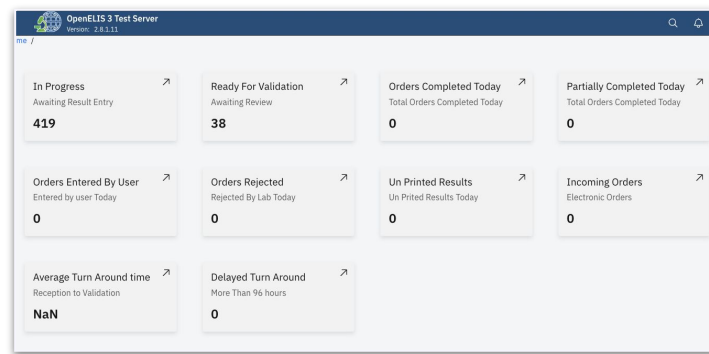 OpenELIS 3 Test Server
Version: 2.8.1.11
me /
In Progress
Awaiting Result Entry
419
Ready For Validation
Awaiting Review
38
Orders Completed Today
Total Orders Completed Today
0
Partially Completed Today
Total Orders Completed Today
0
Orders Entered By User
Entered by user Today
0
Orders Rejected
Rejected By Lab Today
0
Un Printed Results
Un Prited Results Today
0
Incoming Orders
Electronic Orders
0
Average Turn Around time
Reception to Validation
NaN
Delayed Turn Around
More Than 96 hours
0